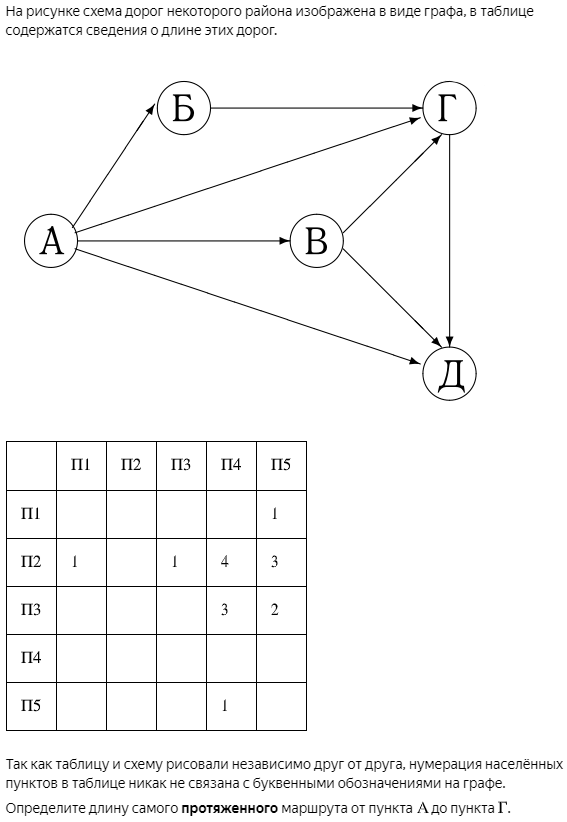 На рисунке схема дорог некоторого района изображена в виде графа, в таблице
содержатся сведения о длине этих дорог.
Б
Г
А
В
Д
П1 П2 П3 П4 П5
П1 1
П2 1 1 4 3
П3 3 2
П4
П5 1
Так как таблицу и схему рисовали независимо друг от друга, нумерация населённых
пунктов в таблице никак не связана с буквенными обозначениями на графе.
Определите длину самого протяженного маршрута от пункта А до пункта Г.